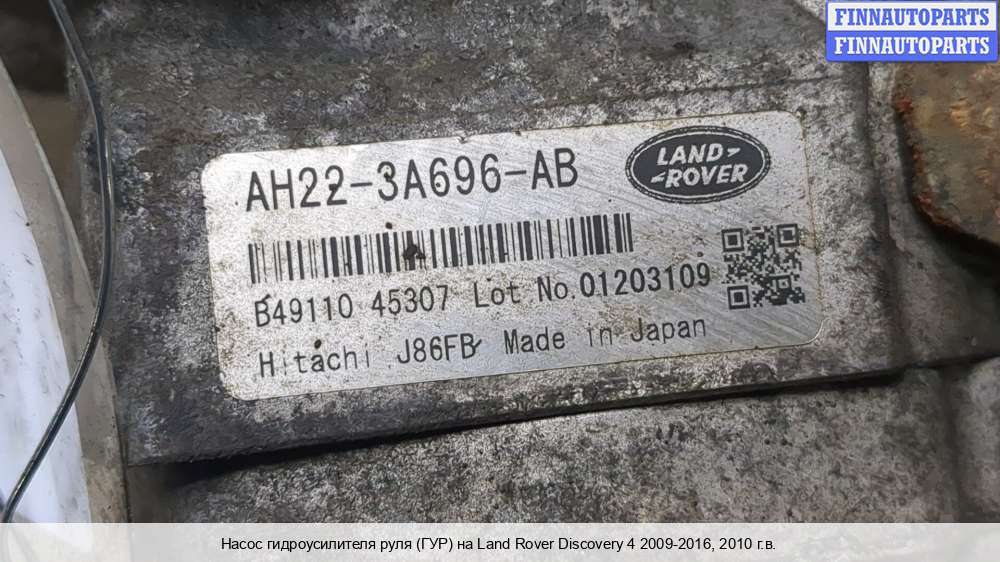 FINNAUTOPARTS
FINNAUTOPARTS
AH22-3A696-AB
LAND-
-ROVER
B49110 45307 Lot No.01203109
Hitachi J86FB Made in Japan
Насос гидроусилителя руля (ГУР) на Land Rover Discovery 4 2009-2016, 2010 г.в.